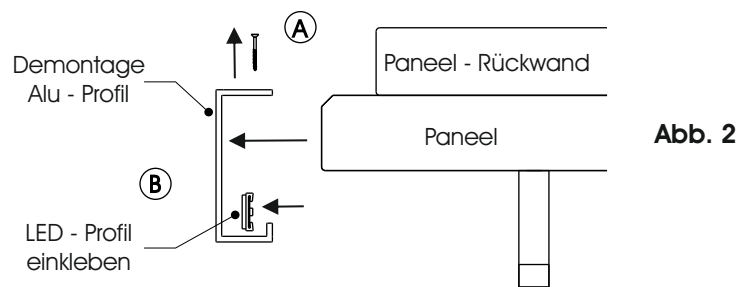 A
Demontage
Alu - Profil
Paneel - Rückwand
Paneel
Abb. 2
B
LED - Profil
einkleben